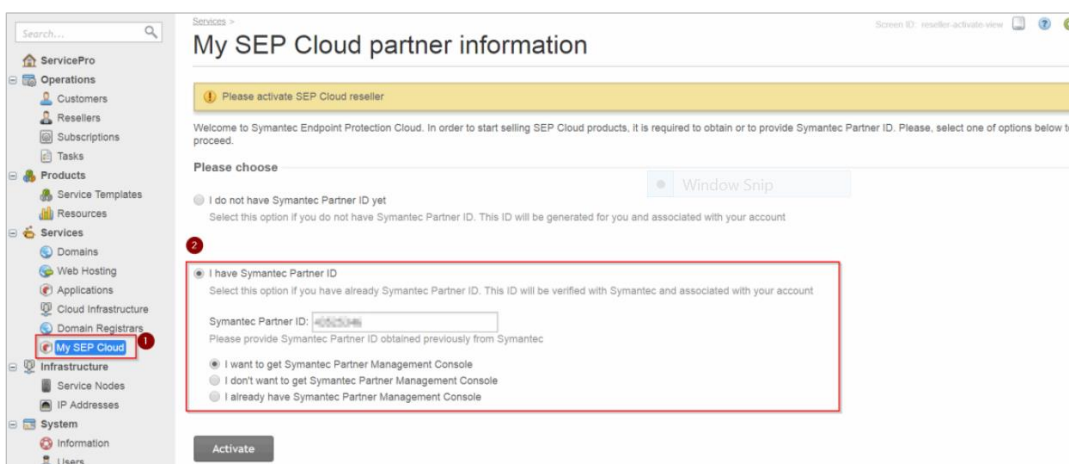 Search...
ServicePro
Operations
Customers
Resellers
Subscriptions
Tasks
Products
Service Templates
Resources
Services
Domains
Web Hosting
Applications
Cloud Infrastructure
Domain Registrars
My SEP Cloud
1
Infrastructure
Service Nodes
IP Addresses
System
Information
Users
Services >
Screen ID: reseller-activate-view
My SEP Cloud partner information
Please activate SEP Cloud reseller
Welcome to Symantec Endpoint Protection Cloud. In order to start selling SEP Cloud products, it is required to obtain or to provide Symantec Partner ID. Please, select one of options below
proceed.
Please choose
Window Snip
I do not have Symantec Partner ID yet
Select this option if you do not have Symantec Partner ID. This ID will be generated for you and associated with your account
2
I have Symantec Partner ID
Select this option if you have already Symantec Partner ID. This ID will be verified with Symantec and associated with your account
Symantec Partner ID:
Please provide Symantec Partner ID obtained previously from Symantec
I want to get Symantec Partner Management Console
I don't want to get Symantec Partner Management Console
I already have Symantec Partner Management Console
Activate